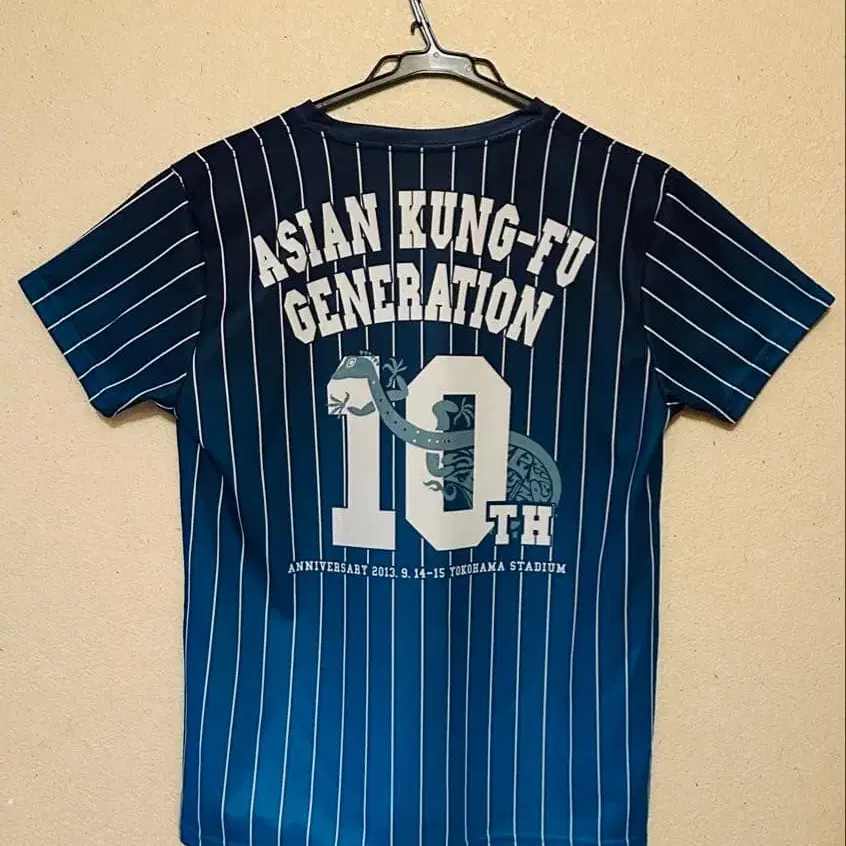 ASIAN KUNG-FU
GENERATION
10TH
ANNIVERSARY 2013. 9. 14-15 YOKOHAMA STADIUM